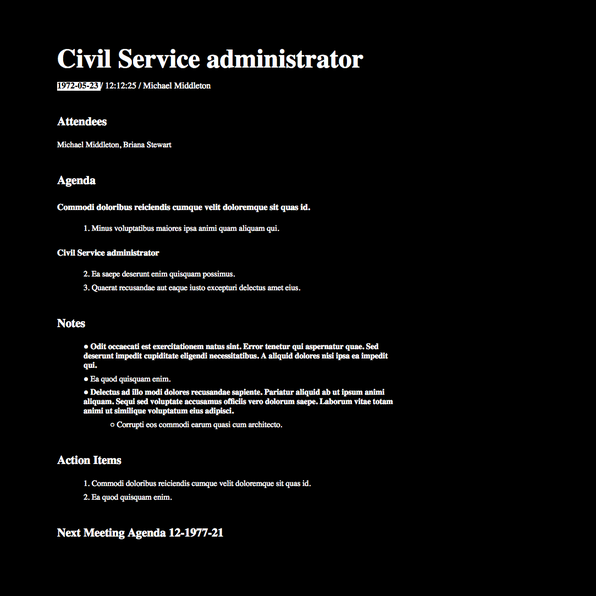 Civil Service administrator
1972-05-23/ 12:12:25 / Michael Middleton
Attendees
Michael Middleton, Briana Stewart
Agenda
Commodi doloribus reiciendis cumque velit doloremque sit quas id.
1. Minus voluptatibus maiores ipsa animi quam aliquam qui.
Civil Service administrator
2. Ea saepe deserunt enim quisquam possimus.
3. Quaerat recusandae aut eaque iusto excepturi delectus amet eius.
Notes
● Odit occaecati est exercitationem natus sint. Error tenetur qui aspernatur quae. Sed
deserunt impedit cupiditate eligendi necessitatibus. A aliquid dolores nisi ipsa ea impedit
qui.
● Ea quod quisquam enim.
● Delectus ad illo modi dolores recusandae sapiente. Pariatur aliquid ab ut ipsum animi
aliquam. Sequi sed voluptate accusamus officiis vero dolorum saepe. Laborum vitae totam
animi ut similique voluptatum eius adipisci.
○ Corrupti eos commodi earum quasi cum architecto.
Action Items
1. Commodi doloribus reiciendis cumque velit doloremque sit quas id.
2. Ea quod quisquam enim.
Next Meeting Agenda 12-1977-21